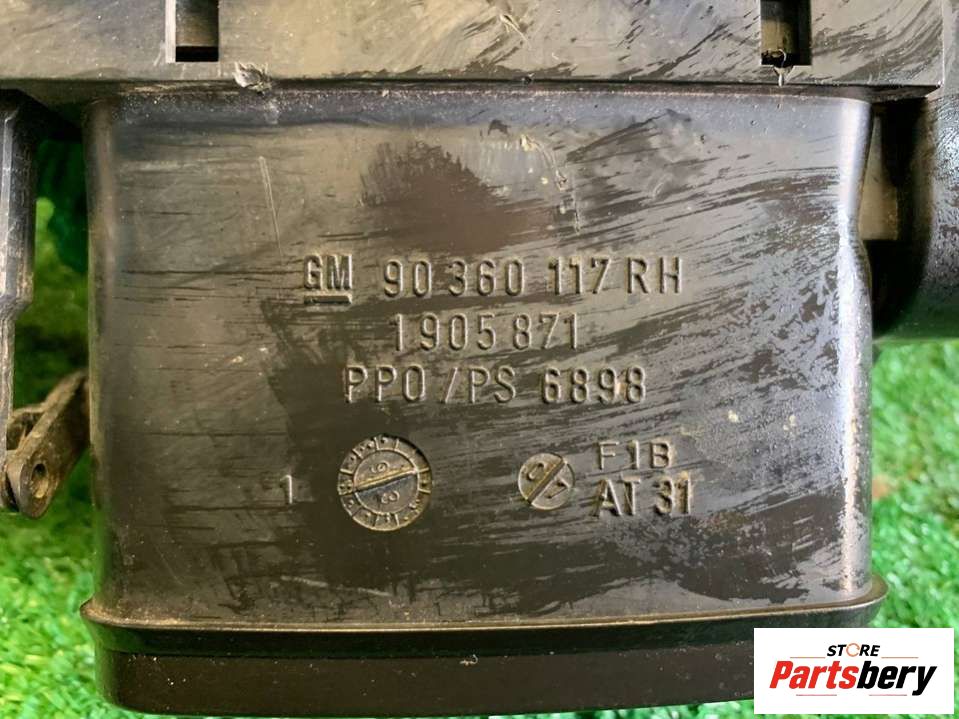 GM 90 360 117 RH
1905 871
PPO/PS 6898
1
F1B
AT 31
STORE
Partsbery